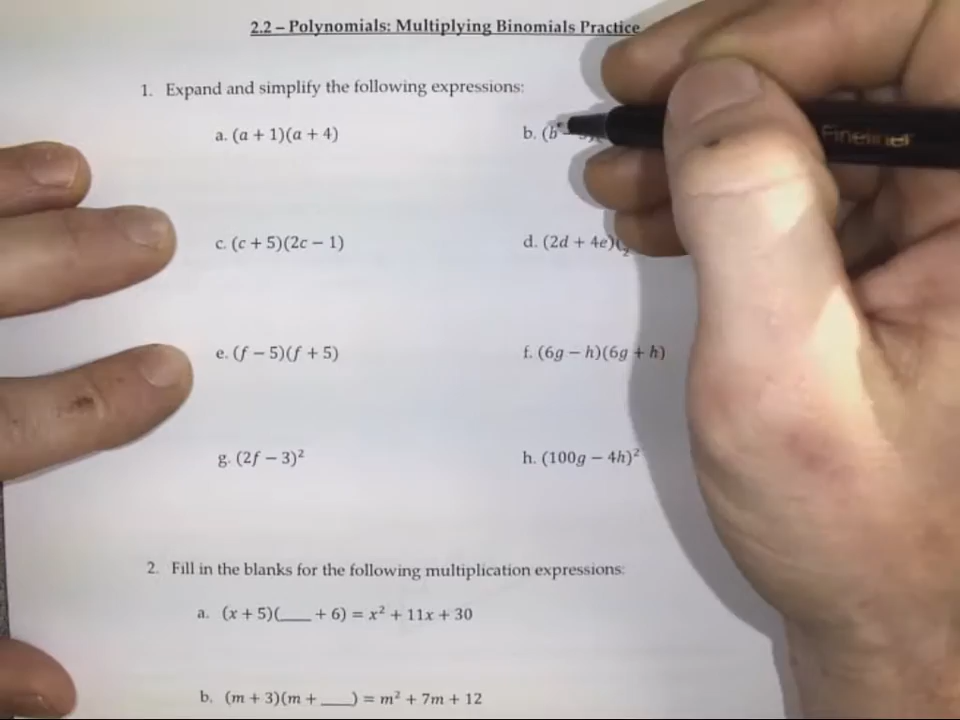 2.2 – Polynomials: Multiplying Binomials Practice
1. Expand and simplify the following expressions:
a. (a + 1)(a + 4)
b. (b
Fineliner
c. (c + 5)(2c − 1)
d. (2d + 4e)(
e. (f − 5)(f + 5)
f. (6g − h)(6g + h)
g. (2f − 3)²
h. (100g − 4h)²
2. Fill in the blanks for the following multiplication expressions:
a. (x + 5)(___ + 6) = x² + 11x + 30
b. (m + 3)(m + ___) = m² + 7m + 12